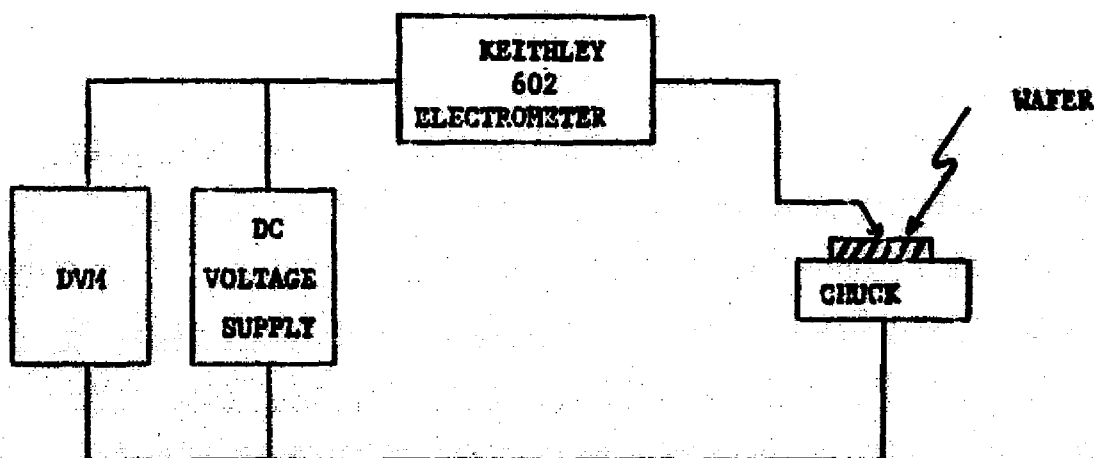 KEITHLEY
602
ELECTROMETER
WAFER
DC
VOLTAGE
SUPPLY
DVM
CHUCK